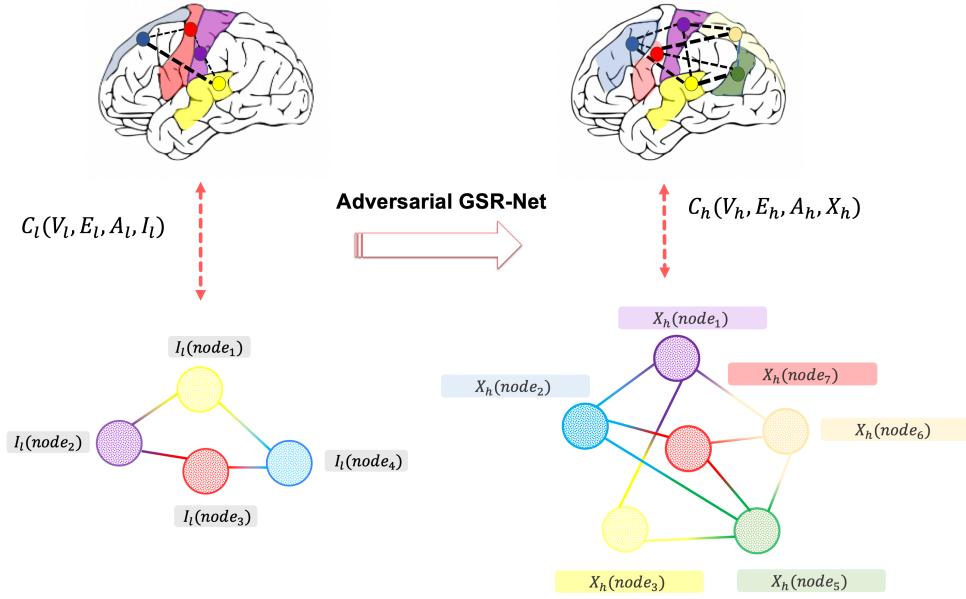 Adversarial GSR-Net
C_l(V_l, E_l, A_l, I_l)
C_h(V_h, E_h, A_h, X_h)
I_l(node_1)
I_l(node_2)
I_l(node_4)
I_l(node_3)
X_h(node_1)
X_h(node_2)
X_h(node_7)
X_h(node_6)
X_h(node_3)
X_h(node_5)